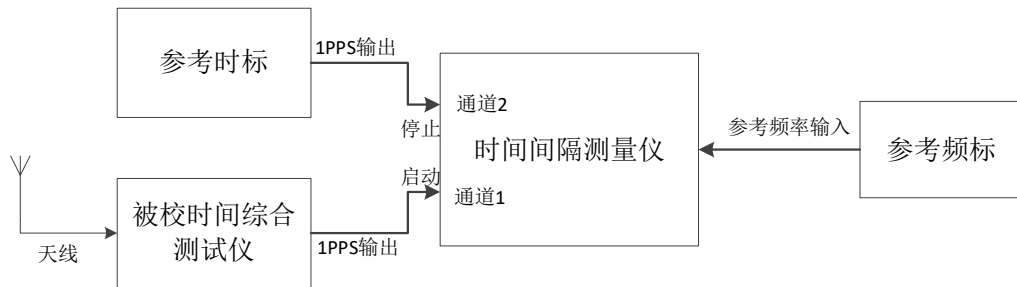 参考时标
1PPS输出
通道2
停止
时间间隔测量仪
参考频率输入
参考频标
启动
通道1
被校时间综合
测试仪
1PPS输出
天线